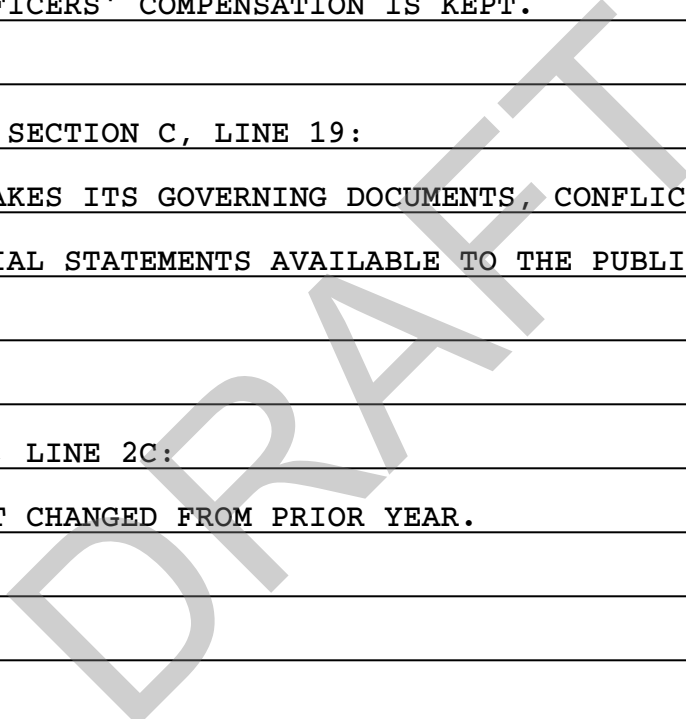 FICERS' COMPENSATION IS KEPT.
SECTION C, LINE 19:
AKES ITS GOVERNING DOCUMENTS, CONFLIC
IAL STATEMENTS AVAILABLE TO THE PUBLI
LINE 2C:
T CHANGED FROM PRIOR YEAR.
DRAFT